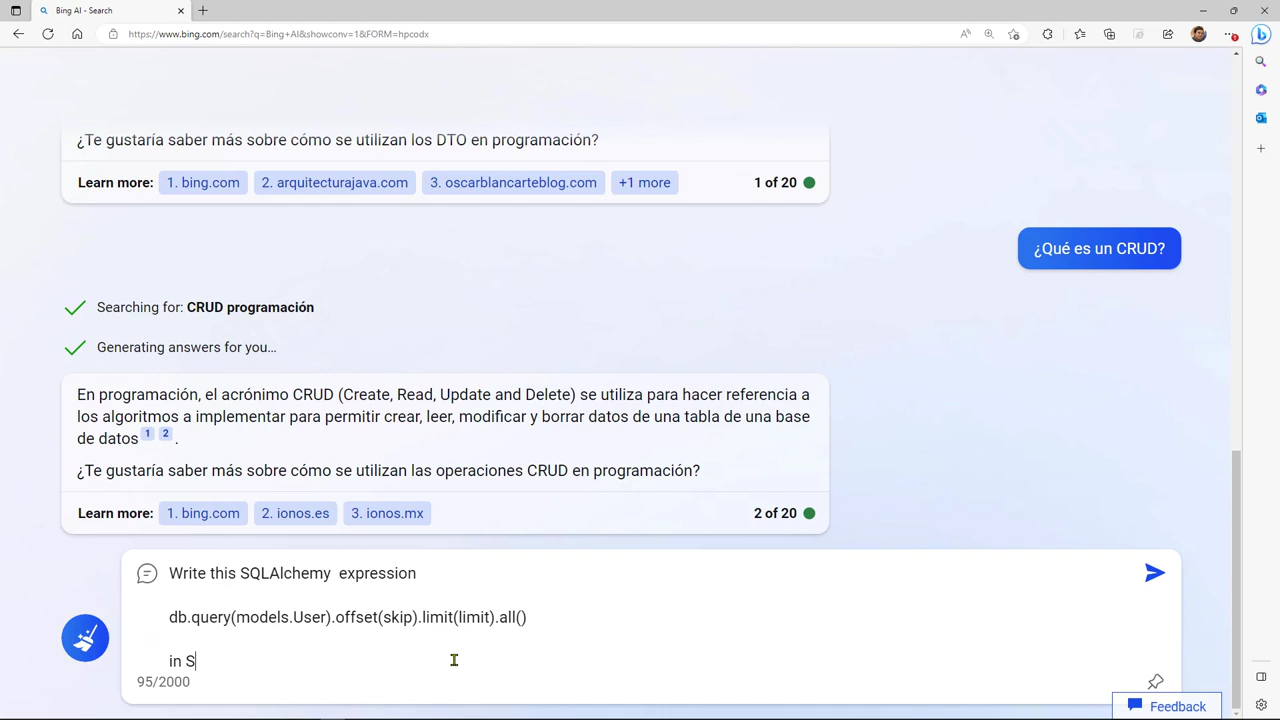 Bing AI - Search
https://www.bing.com/search?q=Bing+AI&showconv=1&FORM=hpcodx
¿Te gustaría saber más sobre cómo se utilizan los DTO en programación?
Learn more: 1. bing.com 2. arquitecturajava.com 3. oscarblancarteblog.com +1 more 1 of 20
¿Qué es un CRUD?
Searching for: CRUD programación
Generating answers for you...
En programación, el acrónimo CRUD (Create, Read, Update and Delete) se utiliza para hacer referencia a
los algoritmos a implementar para permitir crear, leer, modificar y borrar datos de una tabla de una base
de datos 1 2 .
¿Te gustaría saber más sobre cómo se utilizan las operaciones CRUD en programación?
Learn more: 1. bing.com 2. ionos.es 3. ionos.mx 2 of 20
Write this SQLAlchemy  expression
db.query(models.User).offset(skip).limit(limit).all()
in S
95/2000
Feedback